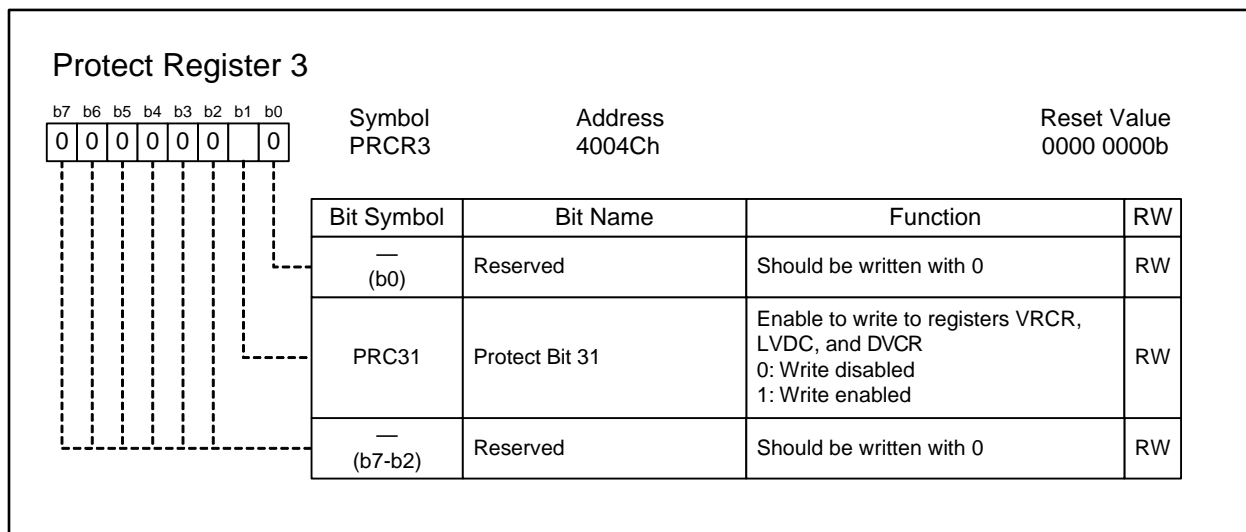 Protect Register 3
b7 b6 b5 b4 b3 b2 b1 b0
0 0 0 0 0 0 0
Symbol Address Reset Value
PRCR3 4004Ch 0000 0000b
Bit Symbol Bit Name Function RW
—
(b0) Reserved Should be written with 0 RW
PRC31 Protect Bit 31 Enable to write to registers VRCR,
LVDC, and DVCR
0: Write disabled
1: Write enabled RW
—
(b7-b2) Reserved Should be written with 0 RW